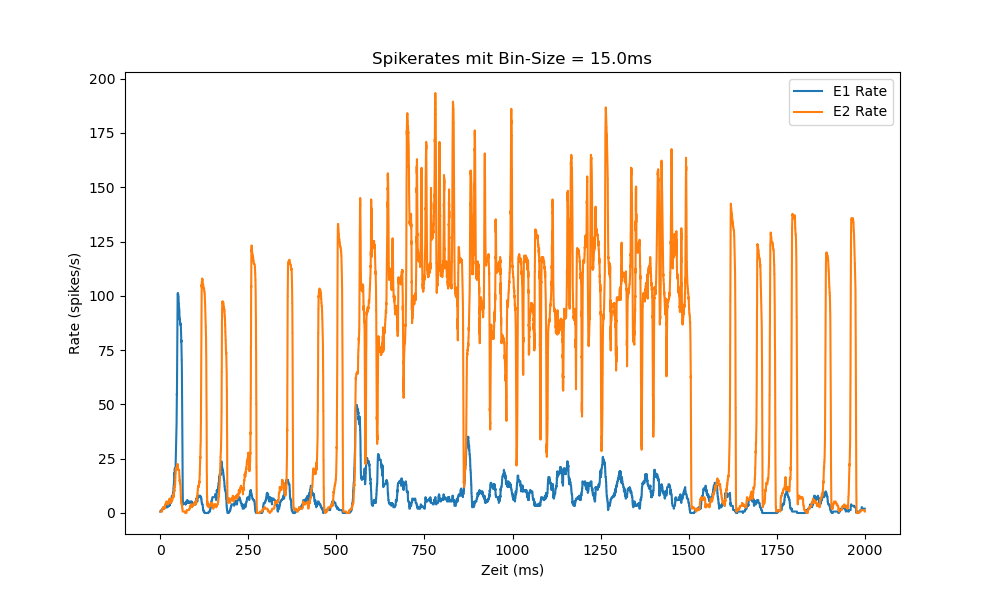 Spikerates mit Bin-Size = 15.0ms
E1 Rate
E2 Rate
200
175
150
125
100
75
50
25
0
Rate (spikes/s)
0 250 500 750 1000 1250 1500 1750 2000
Zeit (ms)